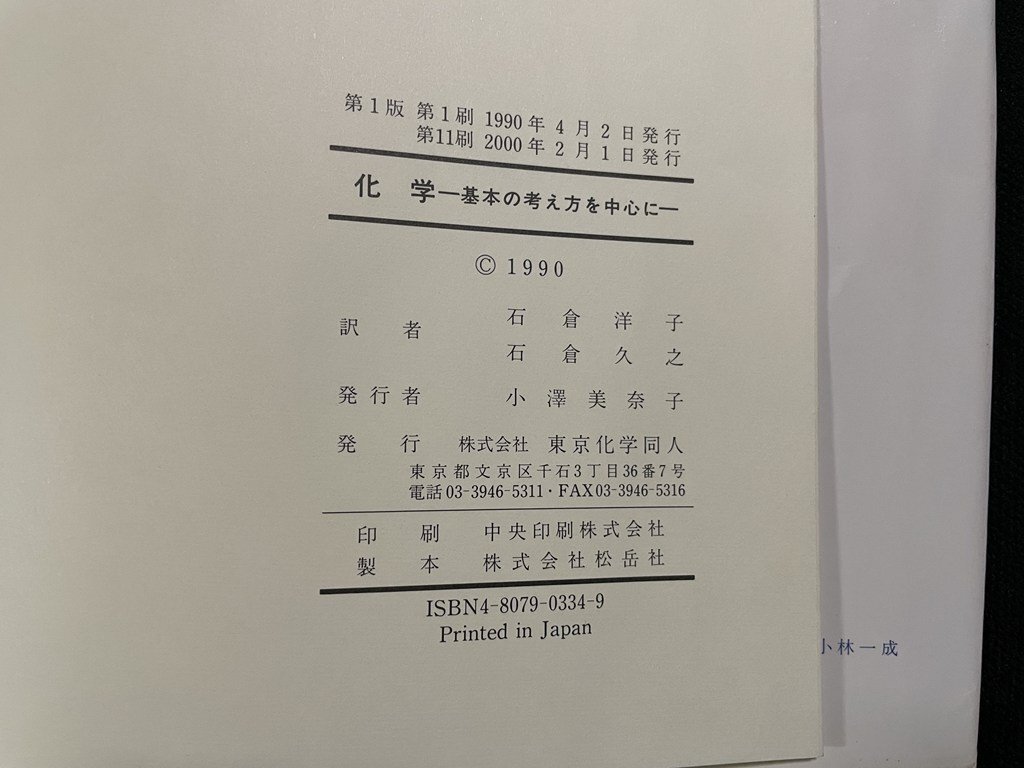 第1版 第1刷 1990年 4月 2日発行
第11刷 2000年 2月 1日発行
化 学―基本の考え方を中心に―
© 1990
訳 者 石 倉 洋 子
石 倉 久 之
発行者 小 澤 美 奈 子
発 行 株式会社 東京化学同人
東京都文京区千石3丁目36番7号
電話03-3946-5311・FAX03-3946-5316
印 刷 中央印刷株式会社
製 本 株式会社松岳社
ISBN4-8079-0334-9
Printed in Japan
小林一成